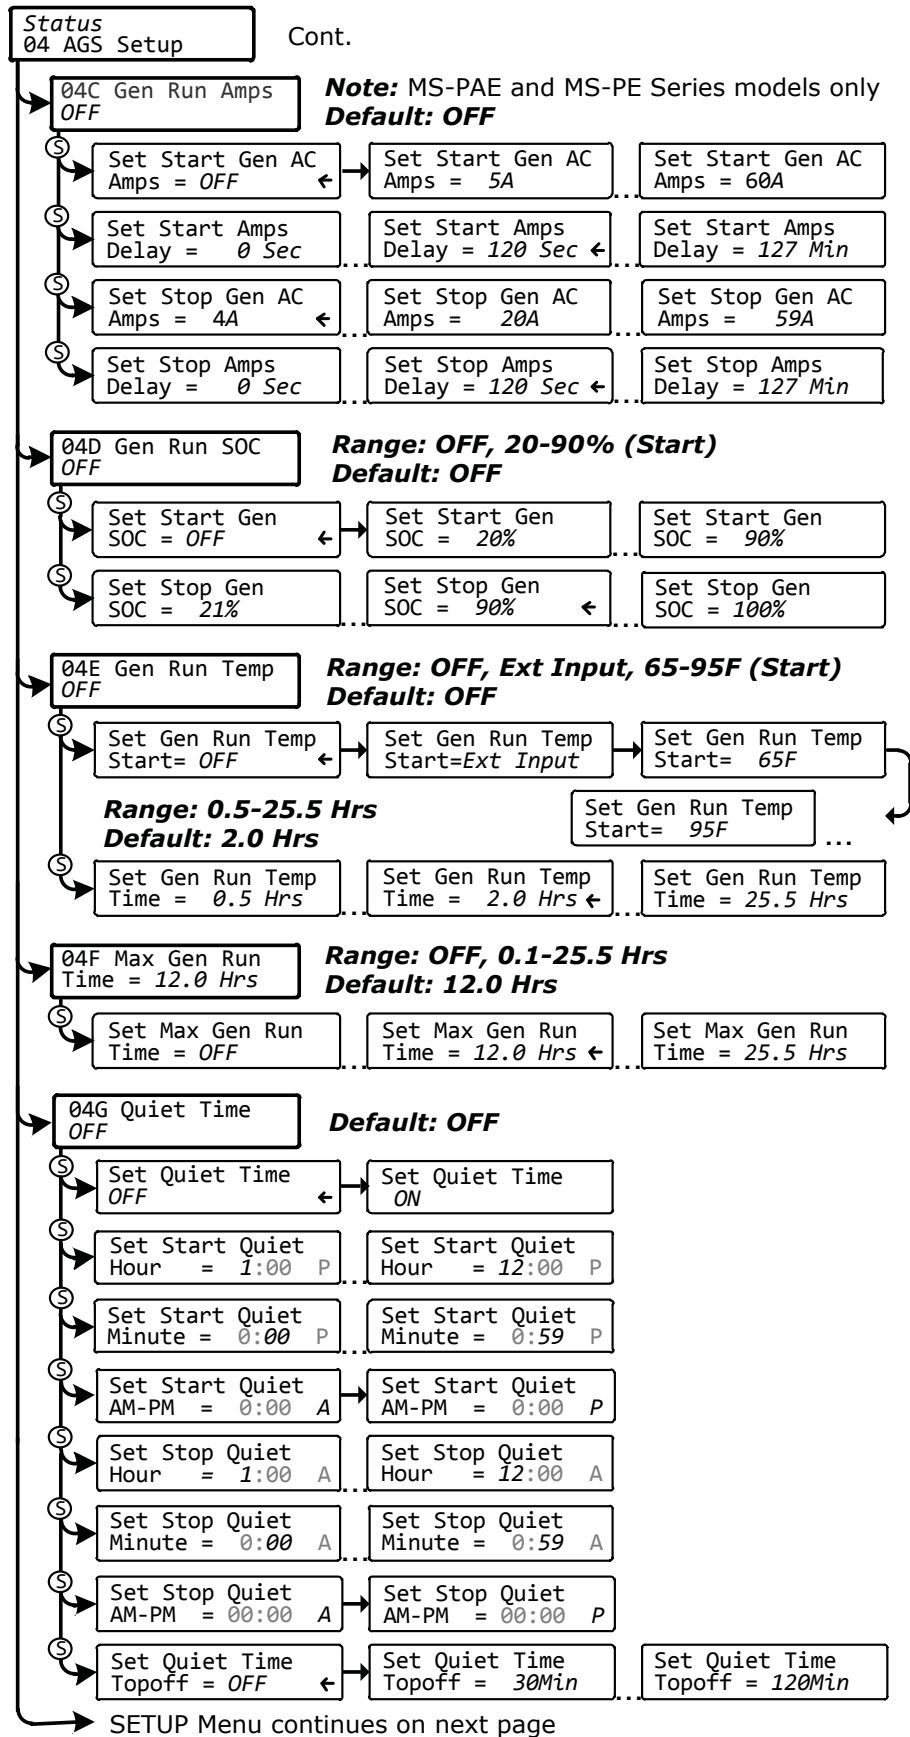 Status
04 AGS Setup
Cont.
04C Gen Run Amps
OFF
Note: MS-PAE and MS-PE Series models only
Default: OFF
S
Set Start Gen AC
Amps = OFF ←
Set Start Gen AC
Amps = 5A
...
Set Start Gen AC
Amps = 60A
S
Set Start Amps
Delay = 0 Sec
...
Set Start Amps
Delay = 120 Sec ←
...
Set Start Amps
Delay = 127 Min
S
Set Stop Gen AC
Amps = 4A ←
...
Set Stop Gen AC
Amps = 20A
...
Set Stop Gen AC
Amps = 59A
S
Set Stop Amps
Delay = 0 Sec
...
Set Stop Amps
Delay = 120 Sec ←
...
Set Stop Amps
Delay = 127 Min
04D Gen Run SOC
OFF
Range: OFF, 20-90% (Start)
Default: OFF
S
Set Start Gen
SOC = OFF ←
Set Start Gen
SOC = 20%
...
Set Start Gen
SOC = 90%
S
Set Stop Gen
SOC = 21%
...
Set Stop Gen
SOC = 90% ←
...
Set Stop Gen
SOC = 100%
04E Gen Run Temp
OFF
Range: OFF, Ext Input, 65-95F (Start)
Default: OFF
S
Set Gen Run Temp
Start= OFF ←
Set Gen Run Temp
Start=Ext Input
Set Gen Run Temp
Start= 65F
Set Gen Run Temp
Start= 95F
...
Range: 0.5-25.5 Hrs
Default: 2.0 Hrs
S
Set Gen Run Temp
Time = 0.5 Hrs
...
Set Gen Run Temp
Time = 2.0 Hrs ←
...
Set Gen Run Temp
Time = 25.5 Hrs
04F Max Gen Run
Time = 12.0 Hrs
Range: OFF, 0.1-25.5 Hrs
Default: 12.0 Hrs
S
Set Max Gen Run
Time = OFF
...
Set Max Gen Run
Time = 12.0 Hrs ←
...
Set Max Gen Run
Time = 25.5 Hrs
04G Quiet Time
OFF
Default: OFF
S
Set Quiet Time
OFF ←
Set Quiet Time
ON
S
Set Start Quiet
Hour = 1:00 P
...
Set Start Quiet
Hour = 12:00 P
S
Set Start Quiet
Minute = 0:00 P
...
Set Start Quiet
Minute = 0:59 P
S
Set Start Quiet
AM-PM = 0:00 A
Set Start Quiet
AM-PM = 0:00 P
S
Set Stop Quiet
Hour = 1:00 A
...
Set Stop Quiet
Hour = 12:00 A
S
Set Stop Quiet
Minute = 0:00 A
...
Set Stop Quiet
Minute = 0:59 A
S
Set Stop Quiet
AM-PM = 00:00 A
Set Stop Quiet
AM-PM = 00:00 P
S
Set Quiet Time
Topoff = OFF ←
Set Quiet Time
Topoff = 30Min
...
Set Quiet Time
Topoff = 120Min
SETUP Menu continues on next page